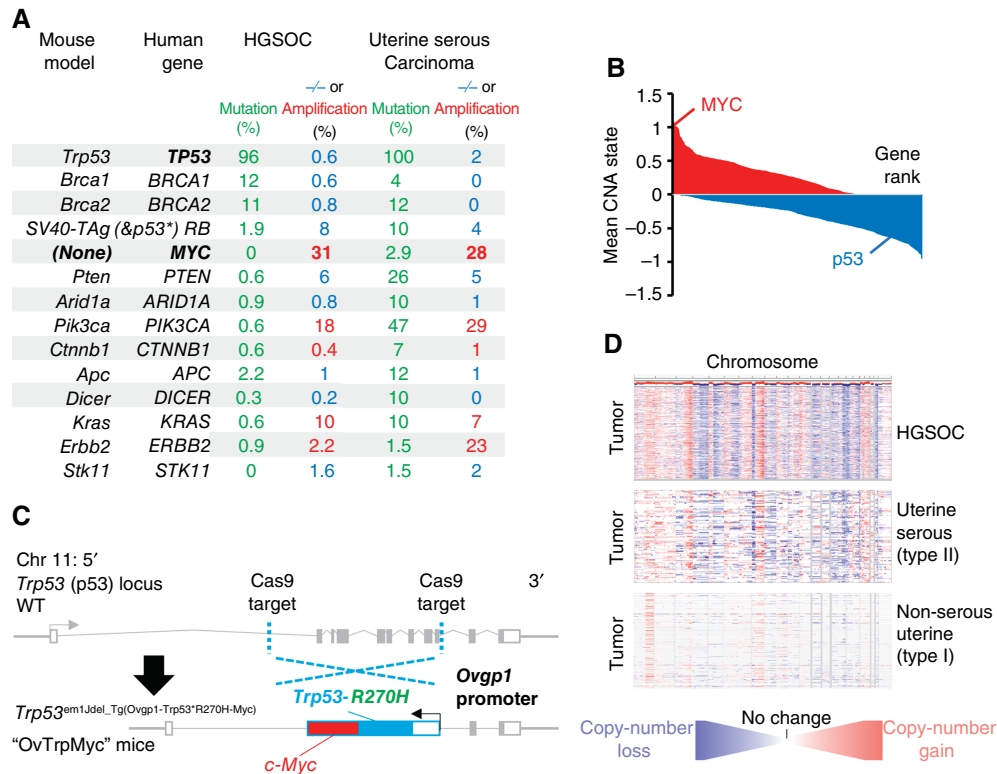 A
Mouse model Human gene HGSOC Uterine serous Carcinoma
Mutation (%) –/– or Amplification (%) Mutation (%) –/– or Amplification (%)
Trp53 TP53 96 0.6 100 2
Brca1 BRCA1 12 0.6 4 0
Brca2 BRCA2 11 0.8 12 0
SV40-TAg (&p53*) RB 1.9 8 10 4
(None) MYC 0 31 2.9 28
Pten PTEN 0.6 6 26 5
Arid1a ARID1A 0.9 0.8 10 1
Pik3ca PIK3CA 0.6 18 47 29
Ctnnb1 CTNNB1 0.6 0.4 7 1
Apc APC 2.2 1 12 1
Dicer DICER 0.3 0.2 10 0
Kras KRAS 0.6 10 10 7
Erbb2 ERBB2 0.9 2.2 1.5 23
Stk11 STK11 0 1.6 1.5 2
B
Mean CNA state
1.5
1
0.5
0
−0.5
−1
−1.5
MYC
Gene
rank
p53
C
Chr 11: 5′
Trp53 (p53) locus
WT
Cas9
target
Cas9
target
3′
Ovgp1
promoter
Trp53-R270H
Trp53em1Jdel_Tg(Ovgp1-Trp53*R270H-Myc)
“OvTrpMyc” mice
c-Myc
D
Chromosome
Tumor
HGSOC
Tumor
Uterine
serous
(type II)
Tumor
Non-serous
uterine
(type I)
No change
Copy-number
loss
Copy-number
gain